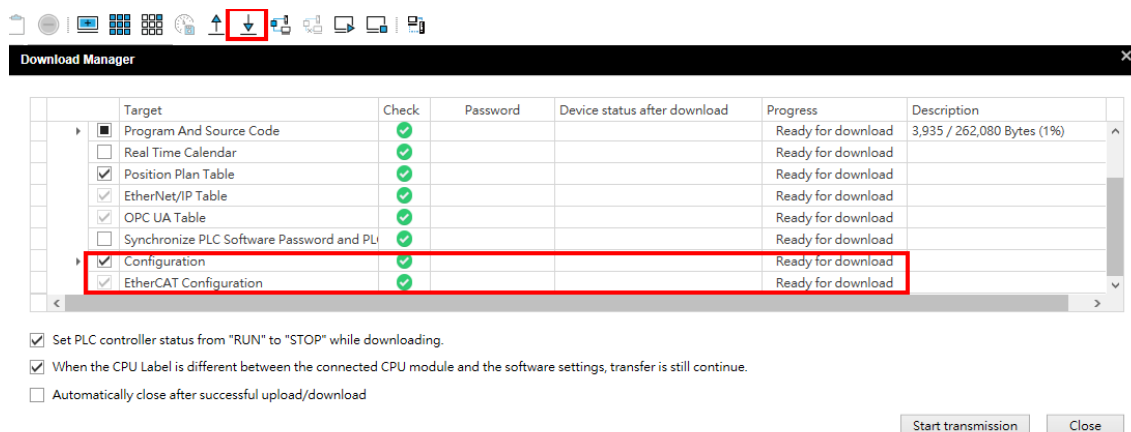 Download Manager
Target Check Password Device status after download Progress Description
Program And Source Code Ready for download 3,935 / 262,080 Bytes (1%)
Real Time Calendar Ready for download
Position Plan Table Ready for download
EtherNet/IP Table Ready for download
OPC UA Table Ready for download
Synchronize PLC Software Password and Ready for download
Configuration Ready for download
EtherCAT Configuration Ready for download
Set PLC controller status from "RUN" to "STOP" while downloading.
When the CPU Label is different between the connected CPU module and the software settings, transfer is still continue.
Automatically close after successful upload/download
Start transmission Close